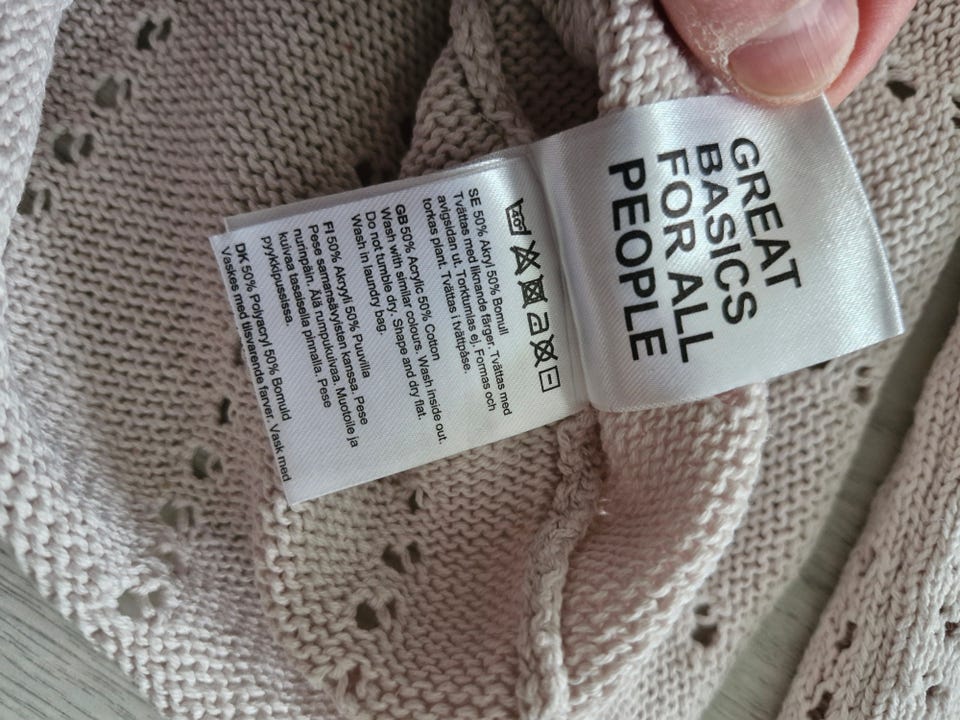 GREAT
BASICS
FOR ALL
PEOPLE
40
SE 50% Akryl 50% Bomull
Tvättas med liknande färger. Tvättas med
avigsidan ut. Torktumlas ej. Formas och
torkas plant. Tvättas i tvättpåse.
GB 50% Acrylic 50% Cotton
Wash with similar colours. Wash inside out.
Do not tumble dry. Shape and dry flat.
Wash in laundry bag.
FI 50% Akryyli 50% Puuvilla
Pese samansävyisten kanssa. Pese
nurinpäin. Älä rumpukuivaa. Muotoile ja
kuivaa tasaisella pinnalla. Pese
pyykkipussissa.
DK 50% Polyacryl 50% Bomuld
Vaskes med tilsvarende farver. Vask med